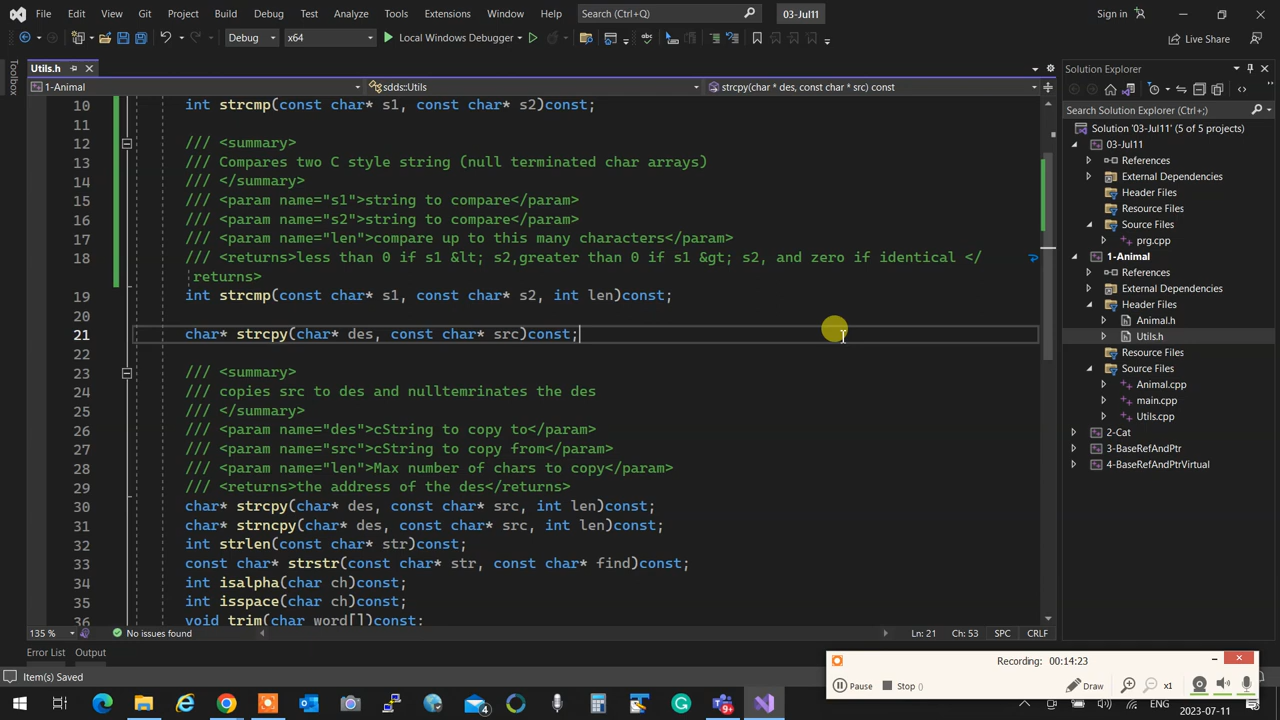 File Edit View Git Project Build Debug Test Analyze Tools Extensions Window Help Search (Ctrl+Q) 03-Jul11 Sign in
Debug x64 Local Windows Debugger Live Share
Toolbox
Utils.h
1-Animal sdds::Utils strcpy(char * des, const char * src) const
10 int strcmp(const char* s1, const char* s2)const;
11
12 /// <summary>
13 /// Compares two C style string (null terminated char arrays)
14 /// </summary>
15 /// <param name="s1">string to compare</param>
16 /// <param name="s2">string to compare</param>
17 /// <param name="len">compare up to this many characters</param>
18 /// <returns>less than 0 if s1 &lt; s2,greater than 0 if s1 &gt; s2, and zero if identical </
returns>
19 int strcmp(const char* s1, const char* s2, int len)const;
20
21 char* strcpy(char* des, const char* src)const;
22
23 /// <summary>
24 /// copies src to des and nulltemrinates the des
25 /// </summary>
26 /// <param name="des">cString to copy to</param>
27 /// <param name="src">cString to copy from</param>
28 /// <param name="len">Max number of chars to copy</param>
29 /// <returns>the address of the des</returns>
30 char* strcpy(char* des, const char* src, int len)const;
31 char* strncpy(char* des, const char* src, int len)const;
32 int strlen(const char* str)const;
33 const char* strstr(const char* str, const char* find)const;
34 int isalpha(char ch)const;
35 int isspace(char ch)const;
36 void trim(char word[])const;
135 % No issues found Ln: 21 Ch: 53 SPC CRLF
Error List Output
Item(s) Saved
Solution Explorer
Search Solution Explorer (Ctrl+;)
Solution '03-Jul11' (5 of 5 projects)
03-Jul11
References
External Dependencies
Header Files
Resource Files
Source Files
prg.cpp
1-Animal
References
External Dependencies
Header Files
Animal.h
Utils.h
Resource Files
Source Files
Animal.cpp
main.cpp
Utils.cpp
2-Cat
3-BaseRefAndPtr
4-BaseRefAndPtrVirtual
Recording: 00:14:23
Pause Stop () Draw x1
4
ENG 2023-07-11